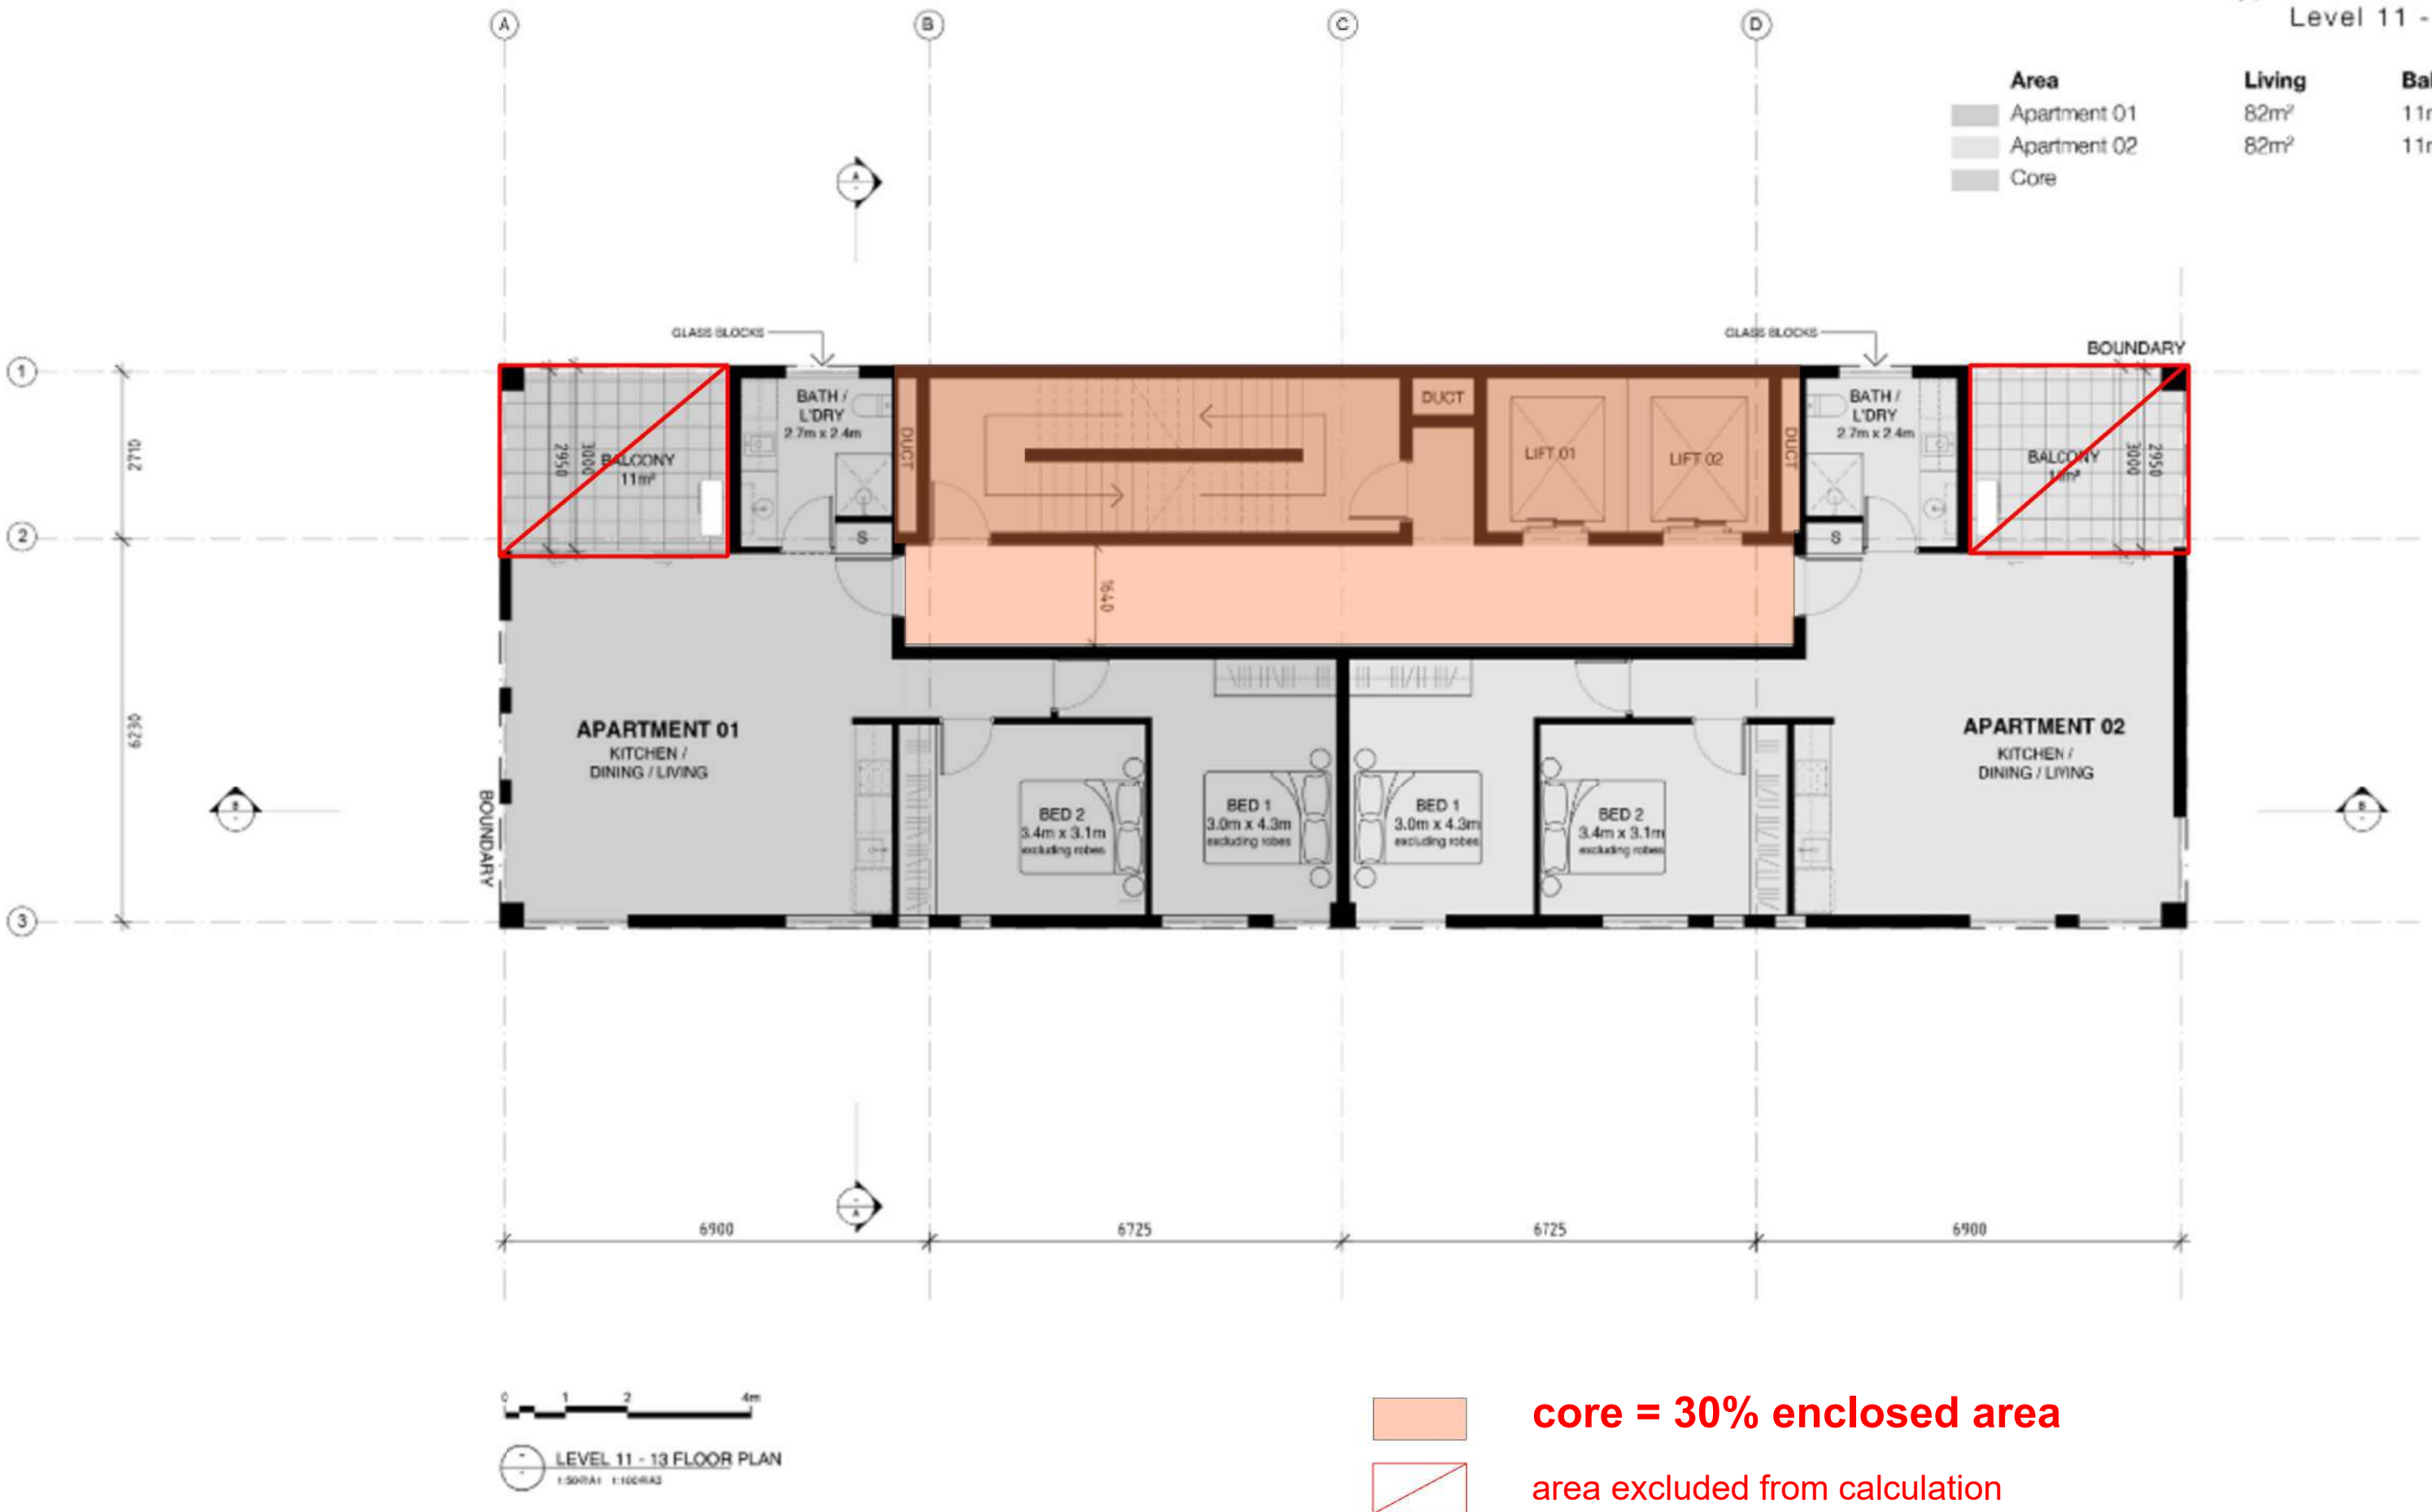 A
B
C
D
Level 11 -
Area Living
Apartment 01 82m²
Apartment 02 82m²
Core
A
-
GLASS BLOCKS
GLASS BLOCKS
BOUNDARY
1
2
3
2710
6230
2950
3000
BALCONY
11m²
BATH /
L'DRY
2.7m x 2.4m
S
DUCT
DUCT
LIFT 01
LIFT 02
DUCT
BATH /
L'DRY
2.7m x 2.4m
S
BALCONY
3000
2950
1640
APARTMENT 01
KITCHEN /
DINING / LIVING
BOUNDARY
BED 2
3.4m x 3.1m
excluding robes
BED 1
3.0m x 4.3m
excluding robes
BED 1
3.0m x 4.3m
excluding robes
BED 2
3.4m x 3.1m
excluding robes
APARTMENT 02
KITCHEN /
DINING / LIVING
B
-
B
-
-
A
6900
6725
6725
6900
0 1 2 4m
LEVEL 11 - 13 FLOOR PLAN
core = 30% enclosed area
area excluded from calculation